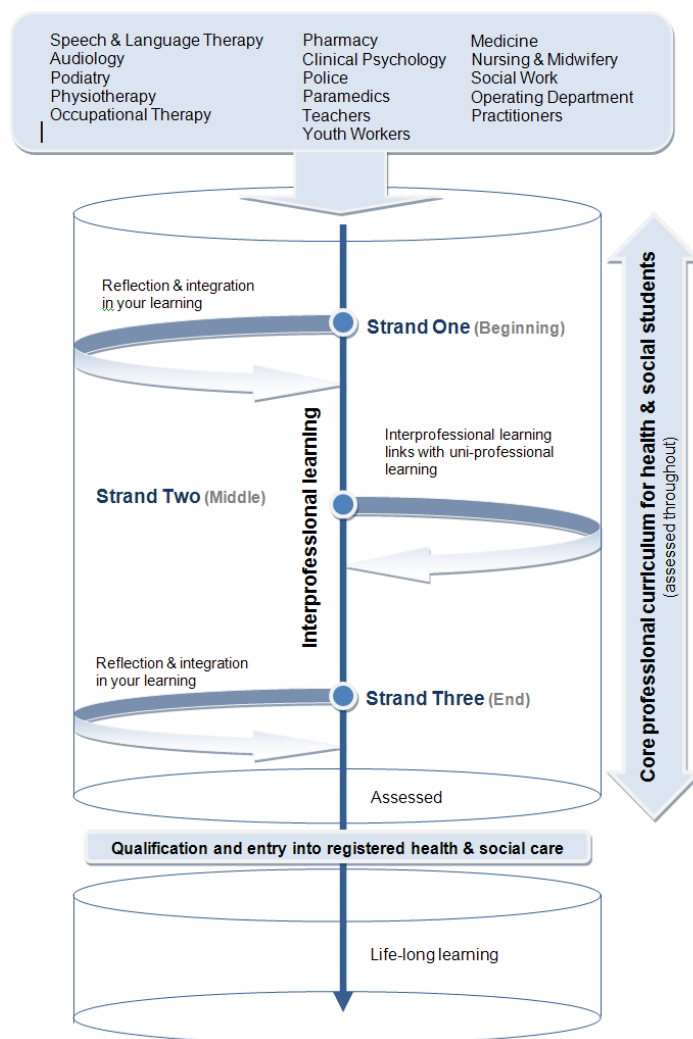 Speech & Language Therapy
Audiology
Podiatry
Physiotherapy
Occupational Therapy
Pharmacy
Clinical Psychology
Police
Paramedics
Teachers
Youth Workers
Medicine
Nursing & Midwifery
Social Work
Operating Department
Practitioners
Reflection & integration
in your learning
Strand One (Beginning)
Interprofessional learning
links with uni-professional
learning
Strand Two (Middle)
Interprofessional learning
Reflection & integration
in your learning
Strand Three (End)
Assessed
Core professional curriculum for health & social students
(assessed throughout)
Qualification and entry into registered health & social care
Life-long learning